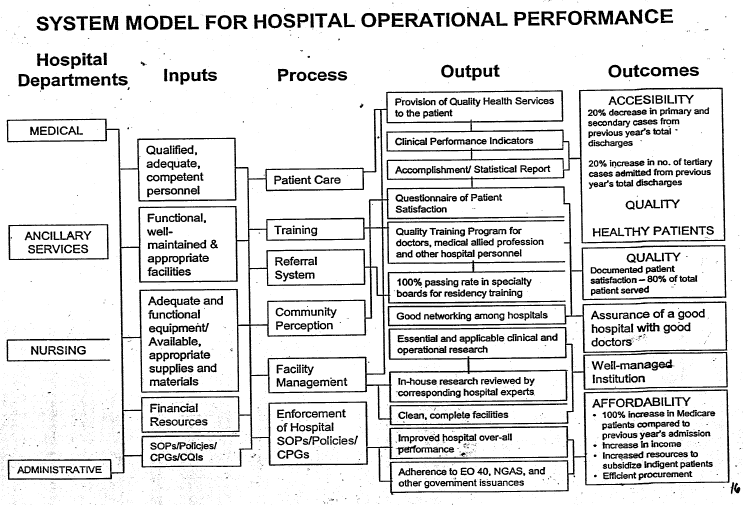 SYSTEM MODEL FOR HOSPITAL OPERATIONAL PERFORMANCE
Hospital
Departments
MEDICAL
ANCILLARY
SERVICES
NURSING
ADMINISTRATIVE
Inputs
Qualified,
adequate,
competent
personnel
Functional,
well-
maintained &
appropriate
facilities
Adequate and
functional
equipment/
Available,
appropriate
supplies and
materials
Financial
Resources
SOPs/Policies/
CPGs/CQIs
Process
Patient Care
Training
Referral
System
Community
Perception
Facility
Management
Enforcement
of Hospital
SOPs/Policies/
CPGs
Output
Provision of Quality Health Services
to the patient
Clinical Performance Indicators
Accomplishment/ Statistical Report
Questionnaire of Patient
Satisfaction
Quality Training Program for
doctors, medical allied profession
and other hospital personnel
100% passing rate in specialty
boards for residency training
Good networking among hospitals
Essential and applicable clinical and
operational research
In-house research reviewed by
corresponding hospital experts
Clean, complete facilities
Improved hospital over-all
performance
Adherence to EO 40, NGAS, and
other government issuances
Outcomes
ACCESIBILITY
20% decrease in primary and
secondary cases from
previous year's total
discharges
20% increase in no. of tertiary
cases admitted from previous
year's total discharges
QUALITY
HEALTHY PATIENTS
QUALITY
Documented patient
satisfaction – 80% of total
patient served
Assurance of a good
hospital with good
doctors
Well-managed
Institution
AFFORDABILITY
• 100% increase in Medicare
patients compared to
previous year's admission
• Increase in income
• Increased resources to
subsidize indigent patients
• Efficient procurement
16